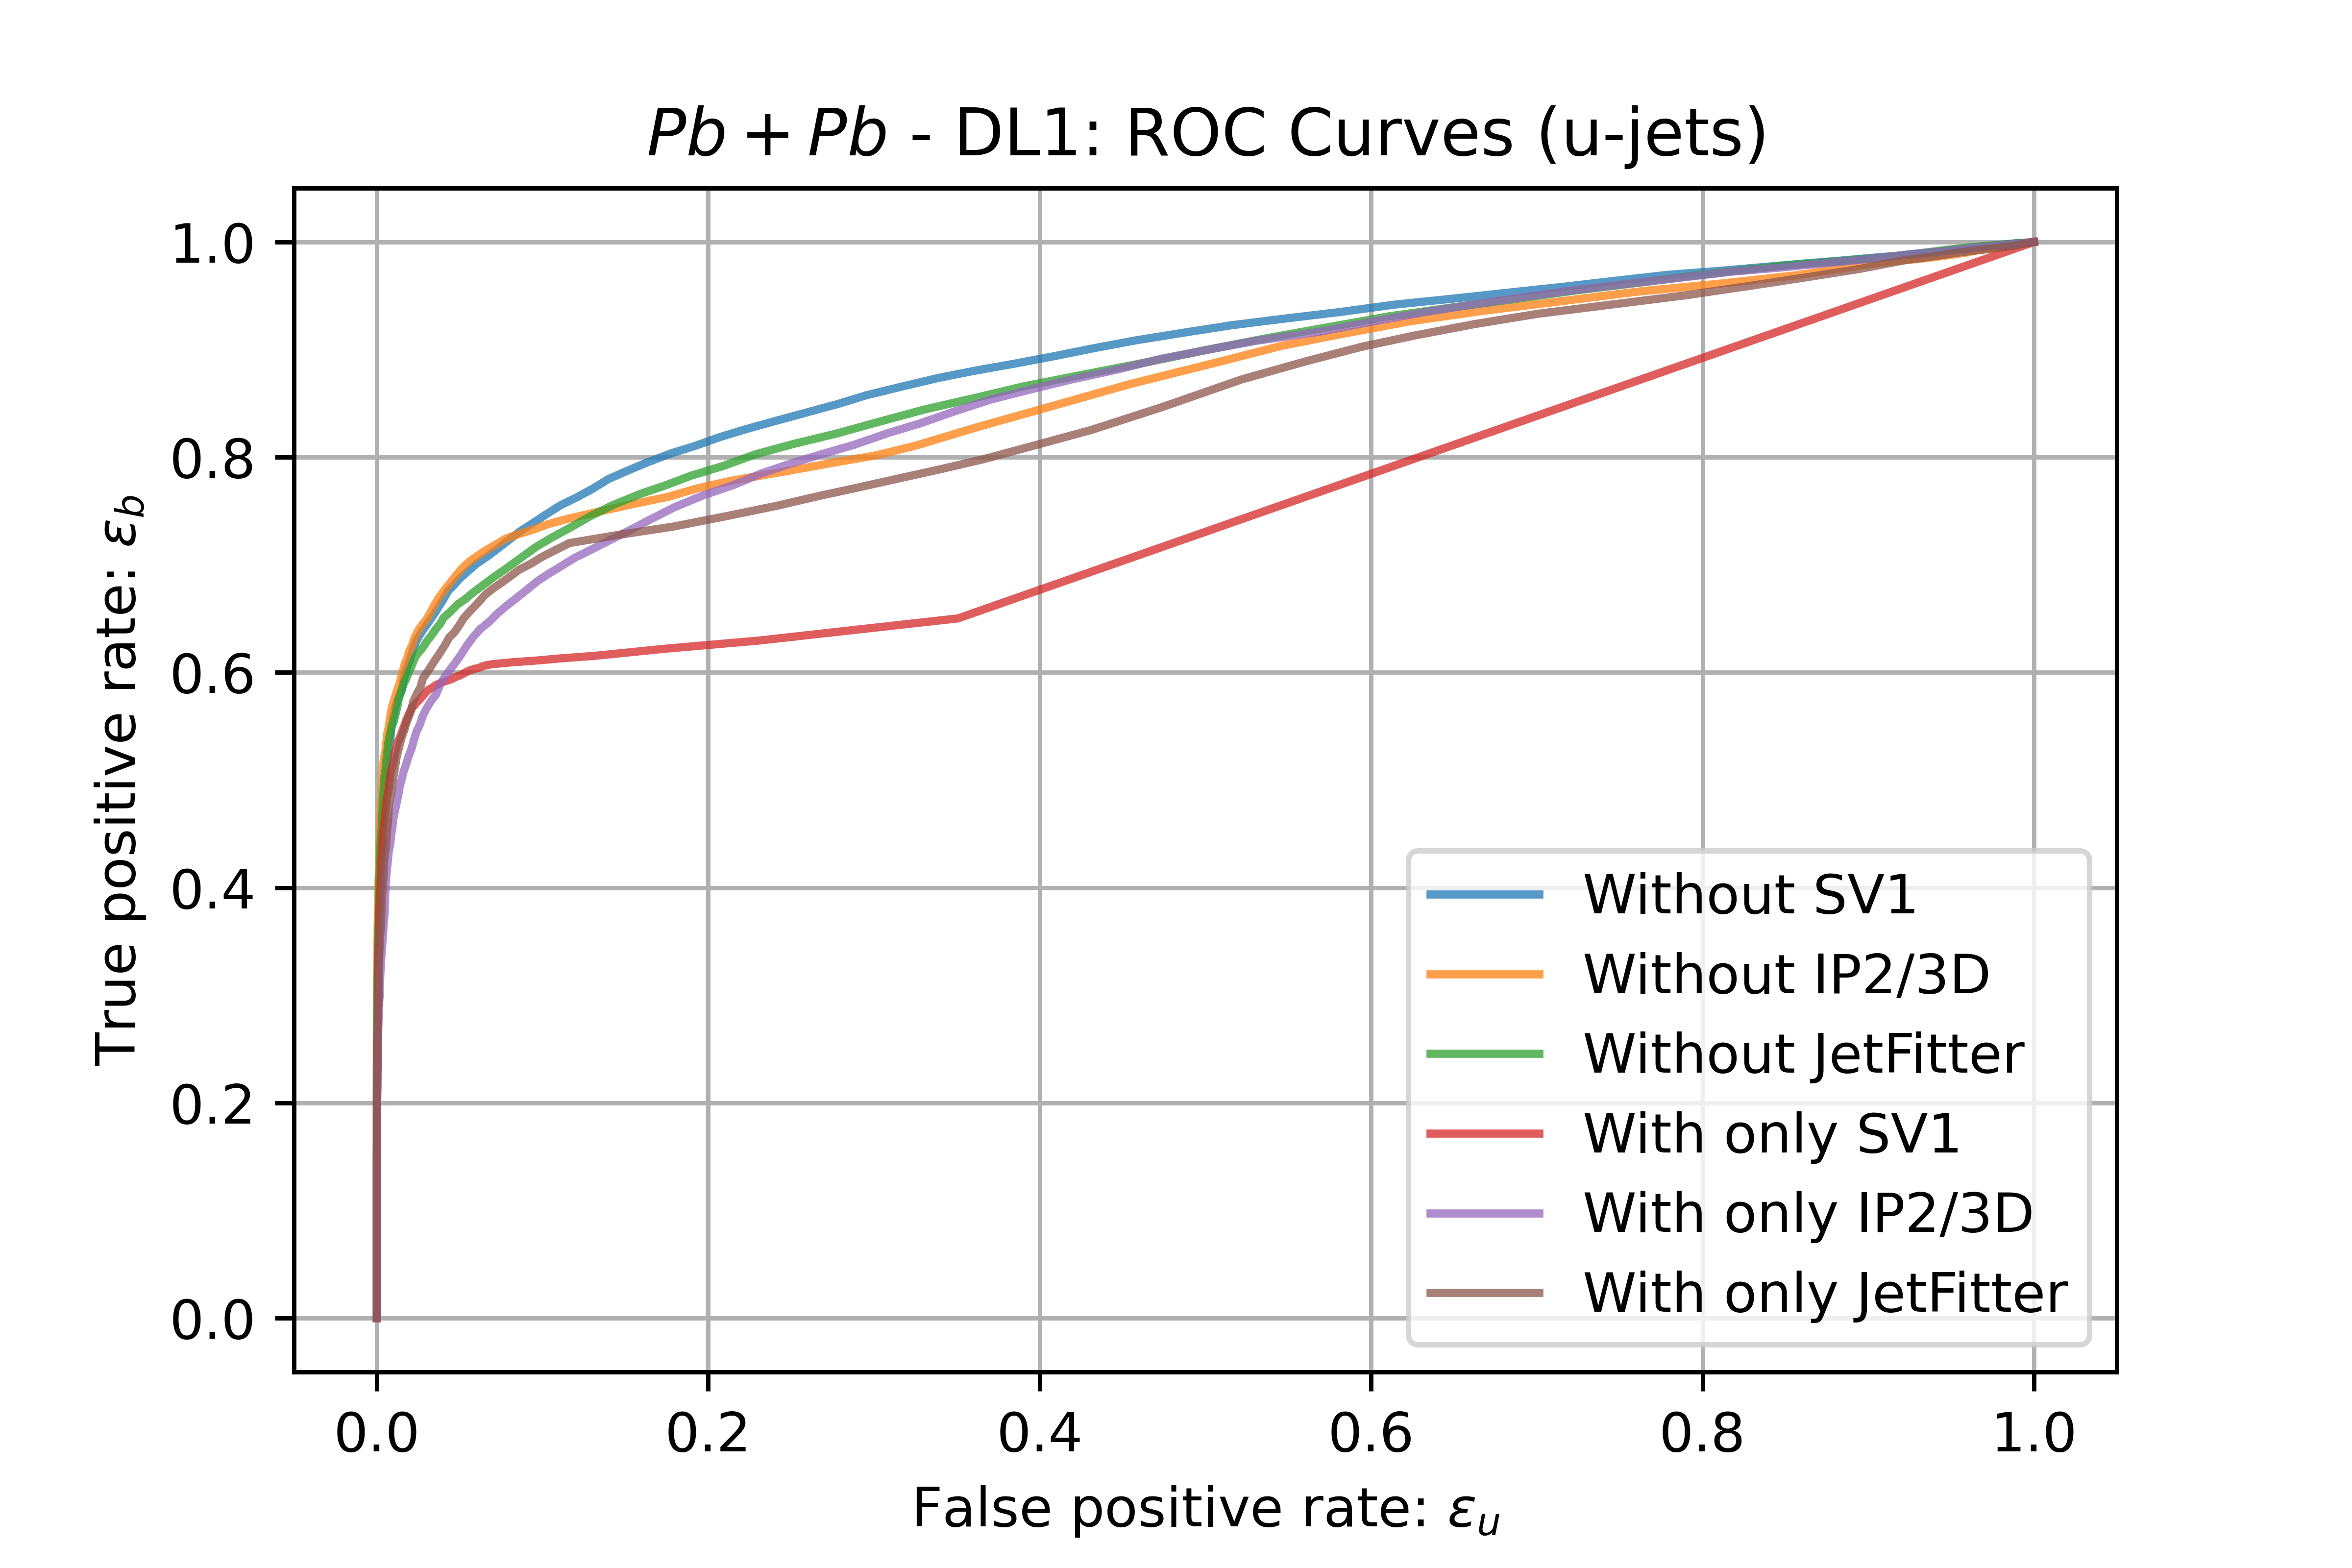 Pb + Pb - DL1: ROC Curves (u-jets)
True positive rate: ε_b
1.0
0.8
0.6
0.4
0.2
0.0
Without SV1
Without IP2/3D
Without JetFitter
With only SV1
With only IP2/3D
With only JetFitter
0.0 0.2 0.4 0.6 0.8 1.0
False positive rate: ε_u